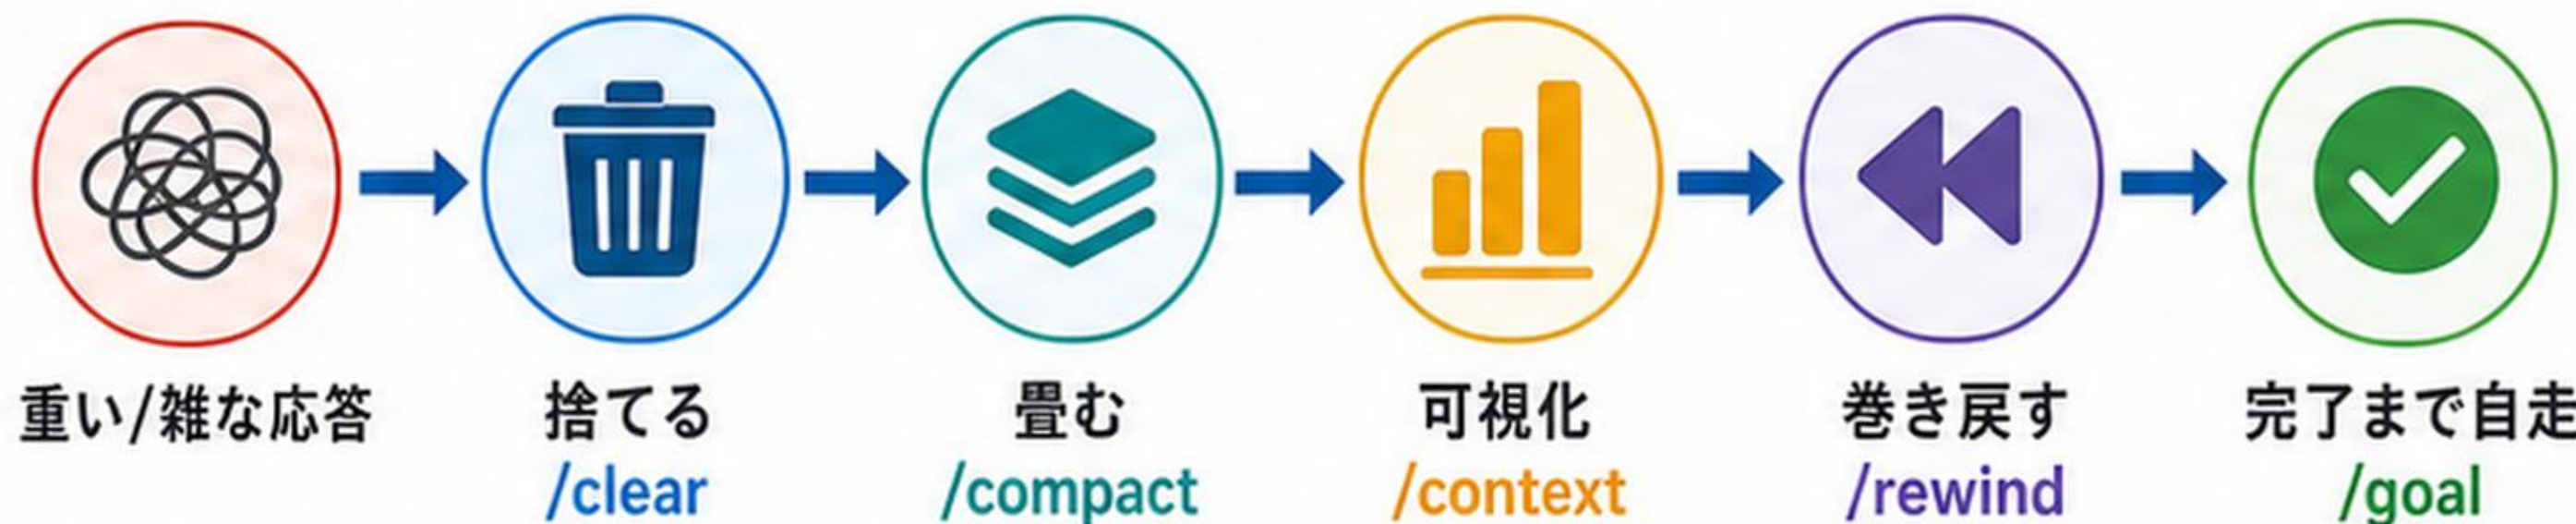 重い/雑な応答
捨てる
/clear
畳む
/compact
可視化
/context
巻き戻す
/rewind
完了まで自走
/goal